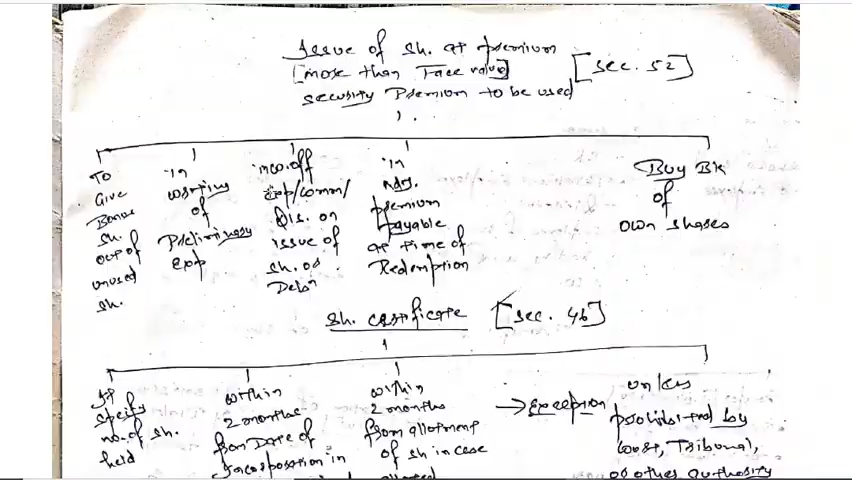 Issue of Sh. at premium
[more than Face value]
[Sec. 52]
security Premium to be used
To
Give
Bonus
sh.
out of
unused
sh.
in
writing
of
Preliminary
exp
in w.off
exp/comm/
Dis. on
issue of
sh. or
Deb
in
premium
payable
at time of
Redemption
Buy Bk
of
own shares
Sh. certificate [Sec. 46]
It
specify
no. of sh.
held
within
2 months
from Date of
Incorporation in
within
2 months
from allotment
of sh in case
→ Exception
unless
prohibited by
Court, Tribunal,
or other authority